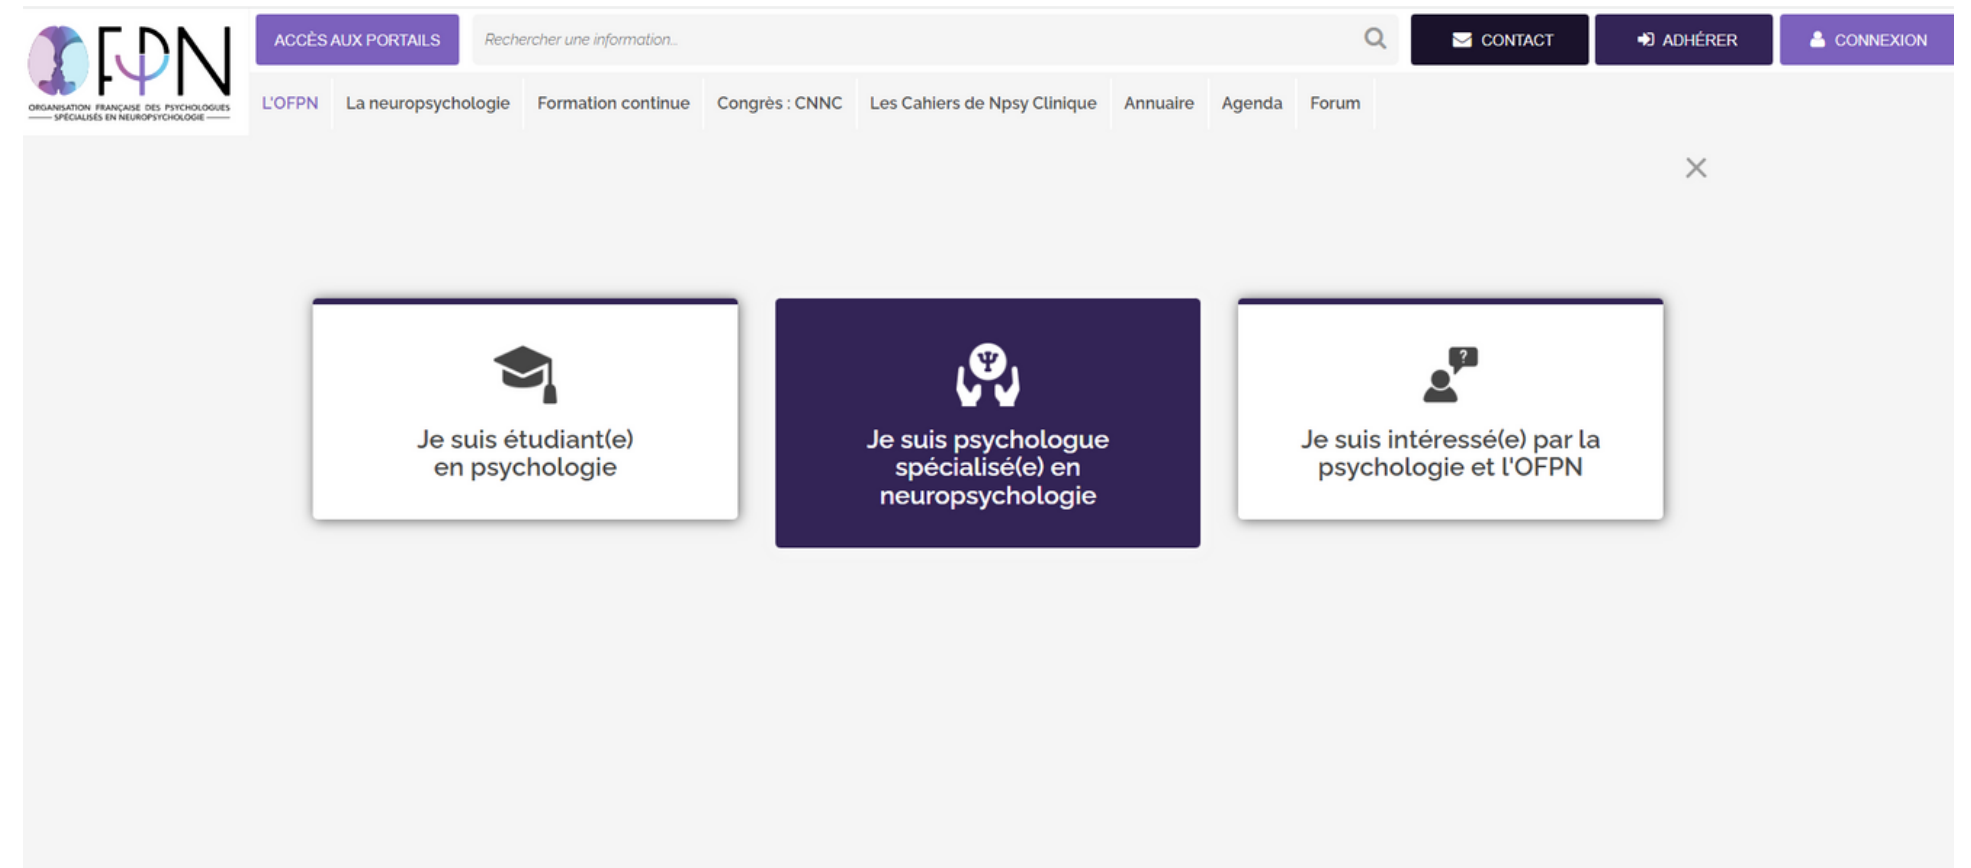 OFPN
ORGANISATION FRANÇAISE DES PSYCHOLOGUES
SPÉCIALISÉS EN NEUROPSYCHOLOGIE
ACCÈS AUX PORTAILS
Rechercher une information...
CONTACT
ADHÉRER
CONNEXION
L'OFPN
La neuropsychologie
Formation continue
Congrès : CNNC
Les Cahiers de Npsy Clinique
Annuaire
Agenda
Forum
Je suis étudiant(e)
en psychologie
Ψ
Je suis psychologue
spécialisé(e) en
neuropsychologie
?
Je suis intéressé(e) par la
psychologie et l'OFPN